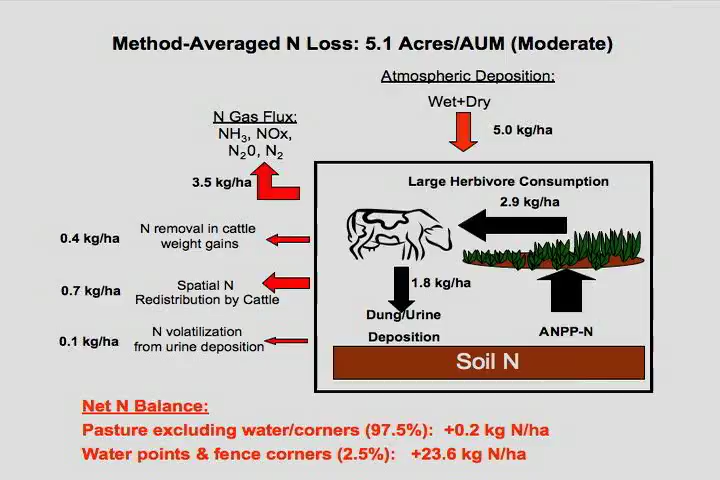 Method-Averaged N Loss: 5.1 Acres/AUM (Moderate)
Atmospheric Deposition:
Wet+Dry
5.0 kg/ha
N Gas Flux:
NH3, NOx,
N20, N2
3.5 kg/ha
Large Herbivore Consumption
2.9 kg/ha
0.4 kg/ha
N removal in cattle
weight gains
0.7 kg/ha
Spatial N
Redistribution by Cattle
1.8 kg/ha
0.1 kg/ha
N volatilization
from urine deposition
Dung/Urine
Deposition
ANPP-N
Soil N
Net N Balance:
Pasture excluding water/corners (97.5%): +0.2 kg N/ha
Water points & fence corners (2.5%): +23.6 kg N/ha